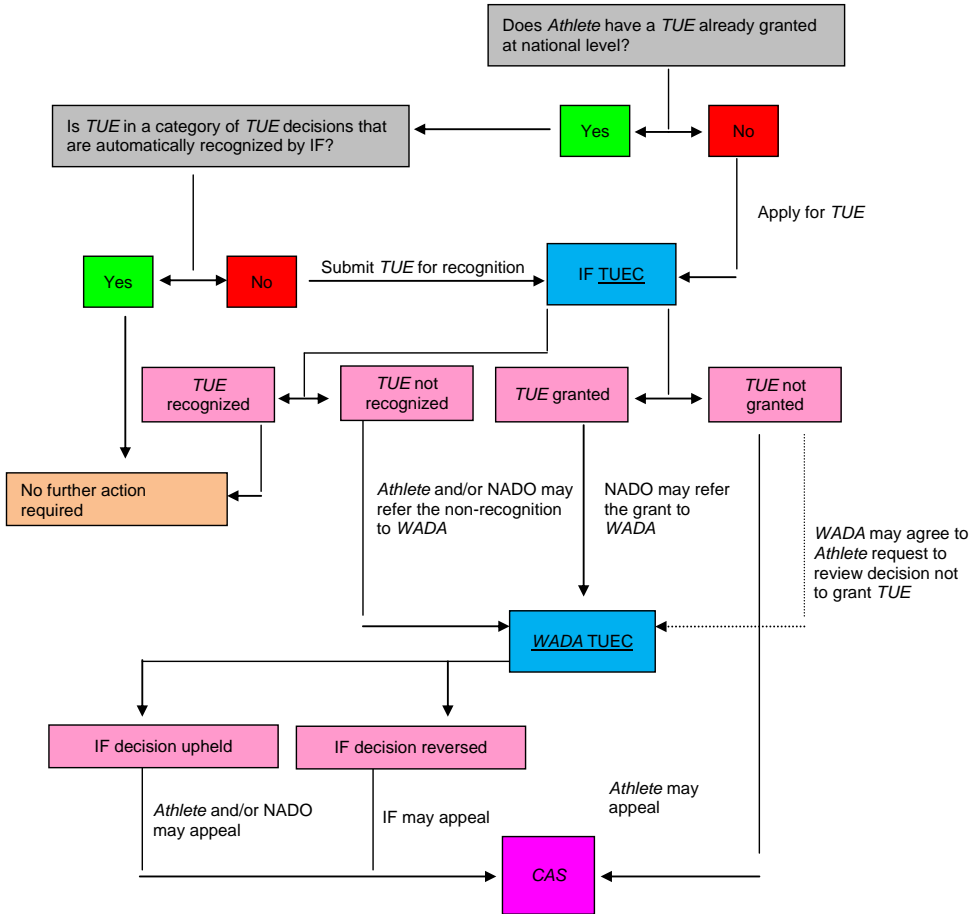 Does Athlete have a TUE already granted
at national level?
Is TUE in a category of TUE decisions that
are automatically recognized by IF?
Yes
No
Apply for TUE
Yes
No
Submit TUE for recognition
IF TUEC
TUE
recognized
TUE not
recognized
TUE granted
TUE not
granted
No further action
required
Athlete and/or NADO may
refer the non-recognition
to WADA
NADO may refer
the grant to
WADA
WADA may agree to
Athlete request to
review decision not
to grant TUE
WADA TUEC
IF decision upheld
IF decision reversed
Athlete and/or NADO
may appeal
IF may appeal
Athlete may
appeal
CAS